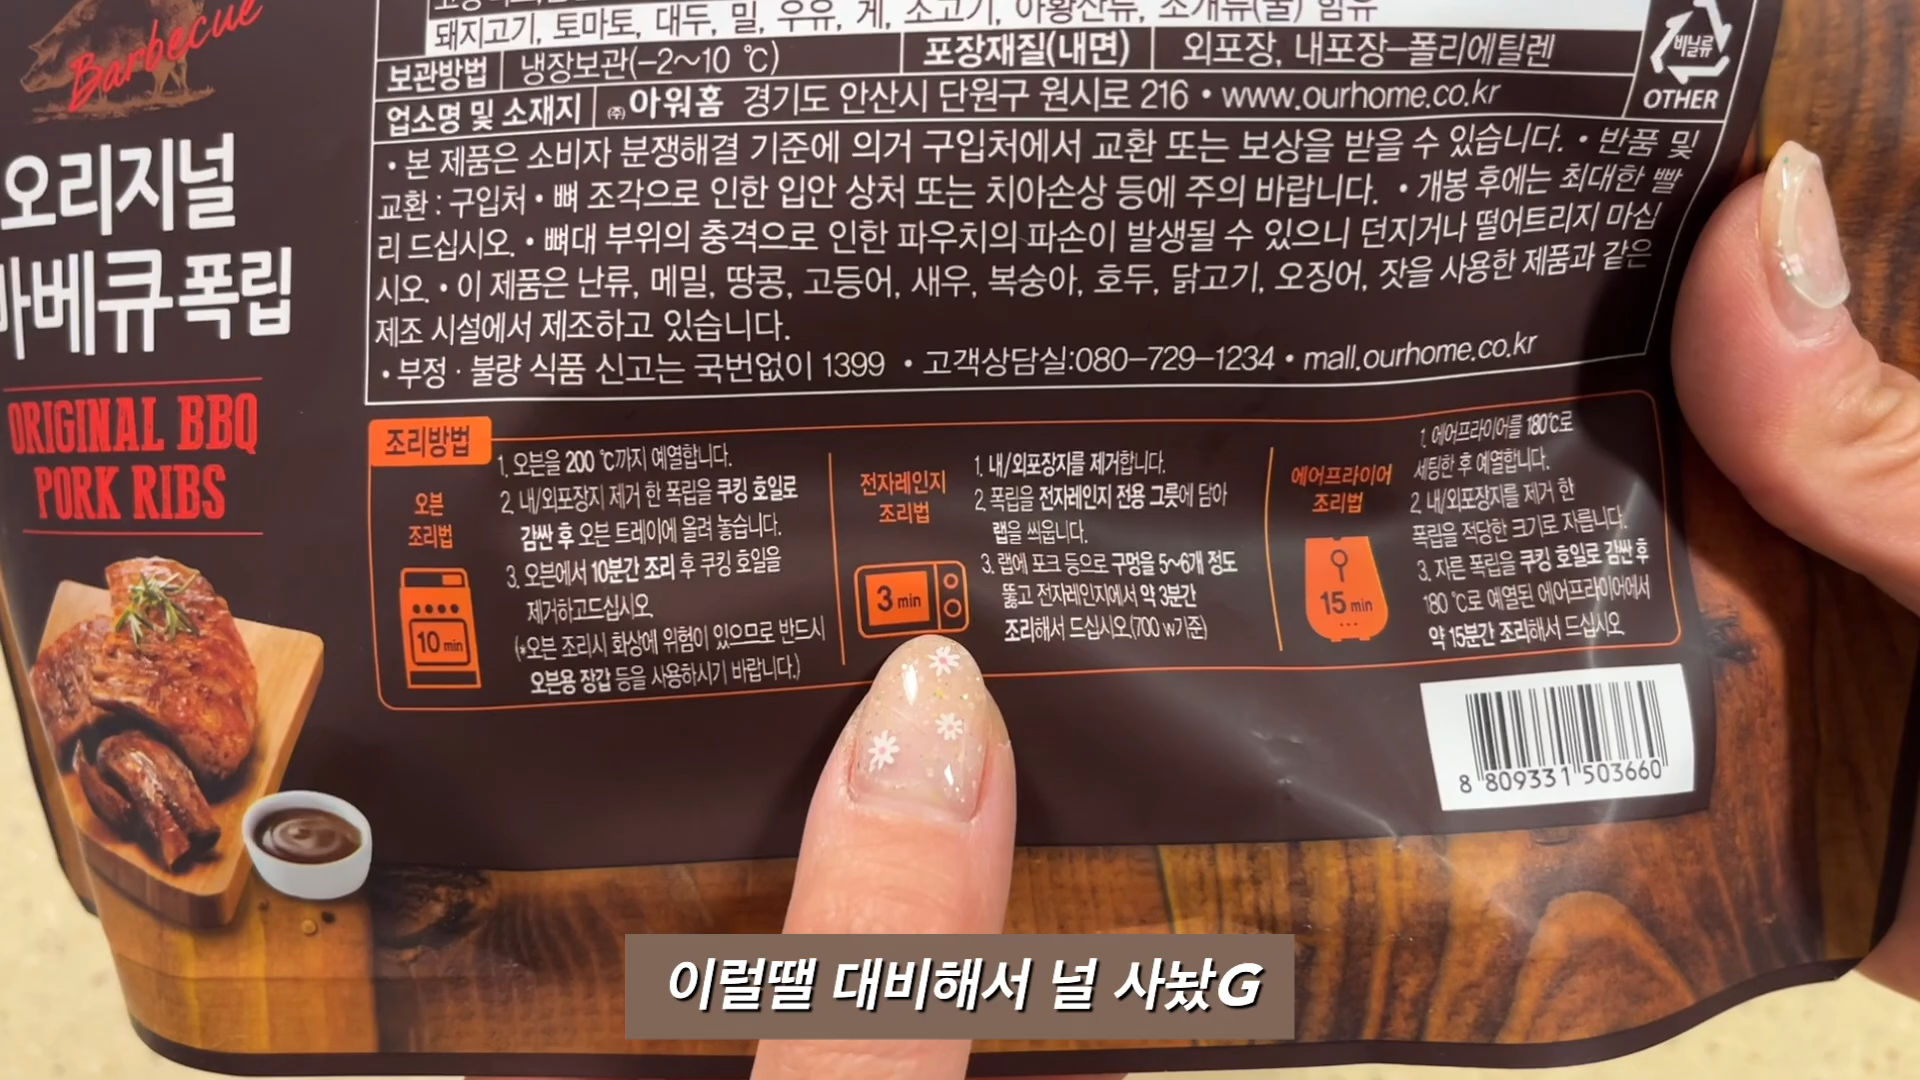 Barbecue
오리지널
바베큐폭립
ORIGINAL BBQ
PORK RIBS
돼지고기, 토마토, 대두, 밀, 우유, 게, 소고기, 아황산류, 조개류(굴) 함유
보관방법 냉장보관(-2~10 ℃) 포장재질(내면) 외포장, 내포장-폴리에틸렌
비닐류
OTHER
업소명 및 소재지 ㈜아워홈 경기도 안산시 단원구 원시로 216 • www.ourhome.co.kr
• 본 제품은 소비자 분쟁해결 기준에 의거 구입처에서 교환 또는 보상을 받을 수 있습니다. • 반품 및
교환 : 구입처 • 뼈 조각으로 인한 입안 상처 또는 치아손상 등에 주의 바랍니다. • 개봉 후에는 최대한 빨
리 드십시오. • 뼈대 부위의 충격으로 인한 파우치의 파손이 발생될 수 있으니 던지거나 떨어트리지 마십
시오. • 이 제품은 난류, 메밀, 땅콩, 고등어, 새우, 복숭아, 호두, 닭고기, 오징어, 잣을 사용한 제품과 같은
제조 시설에서 제조하고 있습니다.
• 부정 · 불량 식품 신고는 국번없이 1399 • 고객상담실:080-729-1234 • mall.ourhome.co.kr
조리방법
오븐
조리법
10 min
1. 오븐을 200 ℃까지 예열합니다.
2. 내/외포장지 제거 한 폭립을 쿠킹 호일로
감싼 후 오븐 트레이에 올려 놓습니다.
3. 오븐에서 10분간 조리 후 쿠킹 호일을
제거하고드십시오.
(*오븐 조리시 화상에 위험이 있으므로 반드시
오븐용 장갑 등을 사용하시기 바랍니다.)
전자레인지
조리법
3 min
1. 내/외포장지를 제거합니다.
2. 폭립을 전자레인지 전용 그릇에 담아
랩을 씌웁니다.
3. 랩에 포크 등으로 구멍을 5~6개 정도
뚫고 전자레인지에서 약 3분간
조리해서 드십시오.(700 w기준)
에어프라이어
조리법
15 min
1. 에어프라이어를 180℃로
세팅한 후 예열합니다.
2. 내/외포장지를 제거 한
폭립을 적당한 크기로 자릅니다.
3. 자른 폭립을 쿠킹 호일로 감싼 후
180 ℃로 예열된 에어프라이어에서
약 15분간 조리해서 드십시오.
8 809331 503660
이럴땔 대비해서 널 사놨G